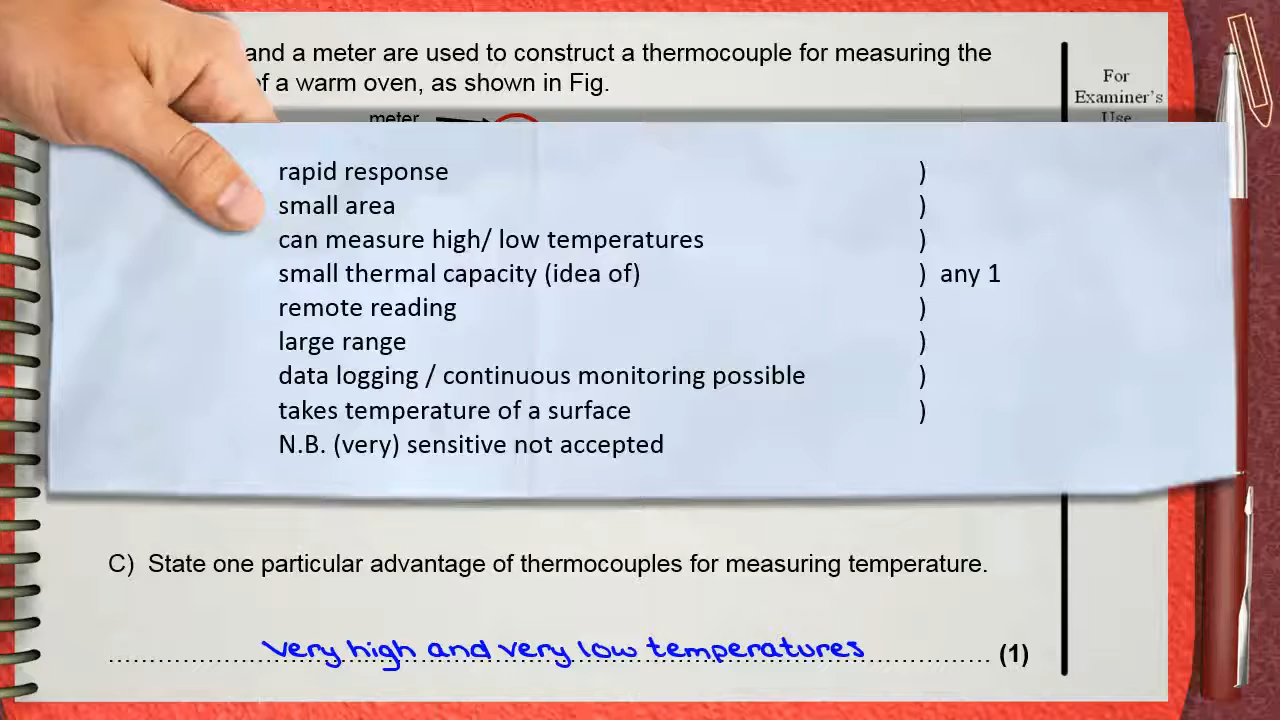 and a meter are used to construct a thermocouple for measuring the
of a warm oven, as shown in Fig.
For
Examiner's
Use
meter
rapid response )
small area )
can measure high/ low temperatures )
small thermal capacity (idea of) ) any 1
remote reading )
large range )
data logging / continuous monitoring possible )
takes temperature of a surface )
N.B. (very) sensitive not accepted
C) State one particular advantage of thermocouples for measuring temperature.
very high and very low temperatures (1)